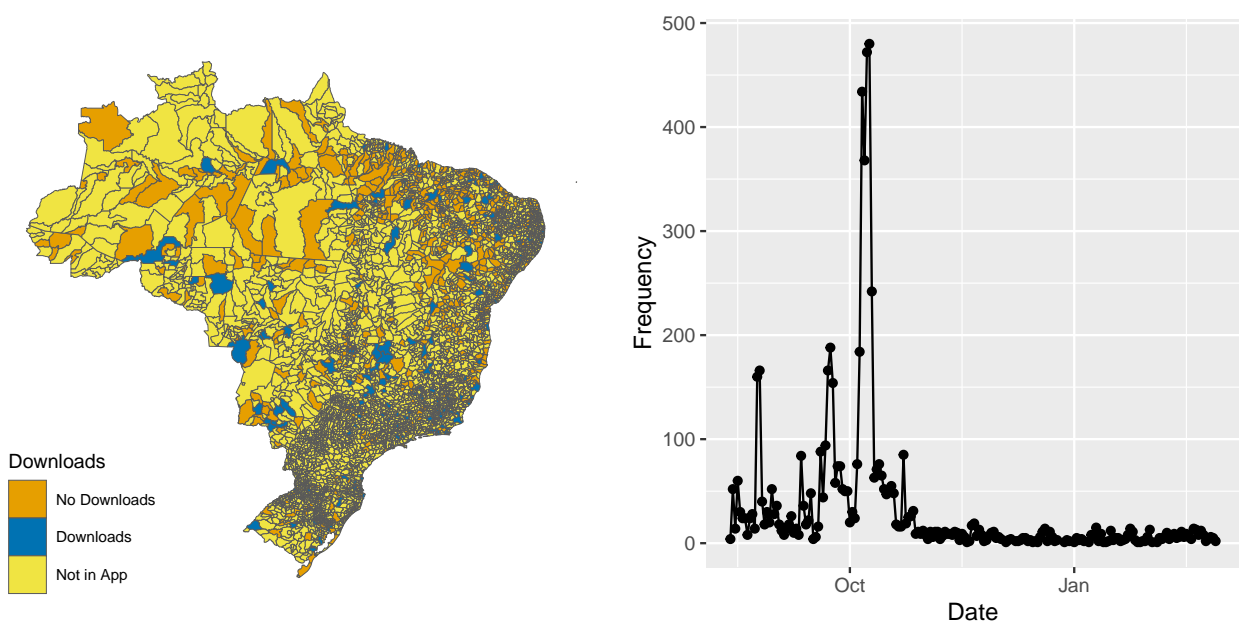 Downloads
No Downloads
Downloads
Not in App
500
400
300
200
100
0
Frequency
Oct
Jan
Date